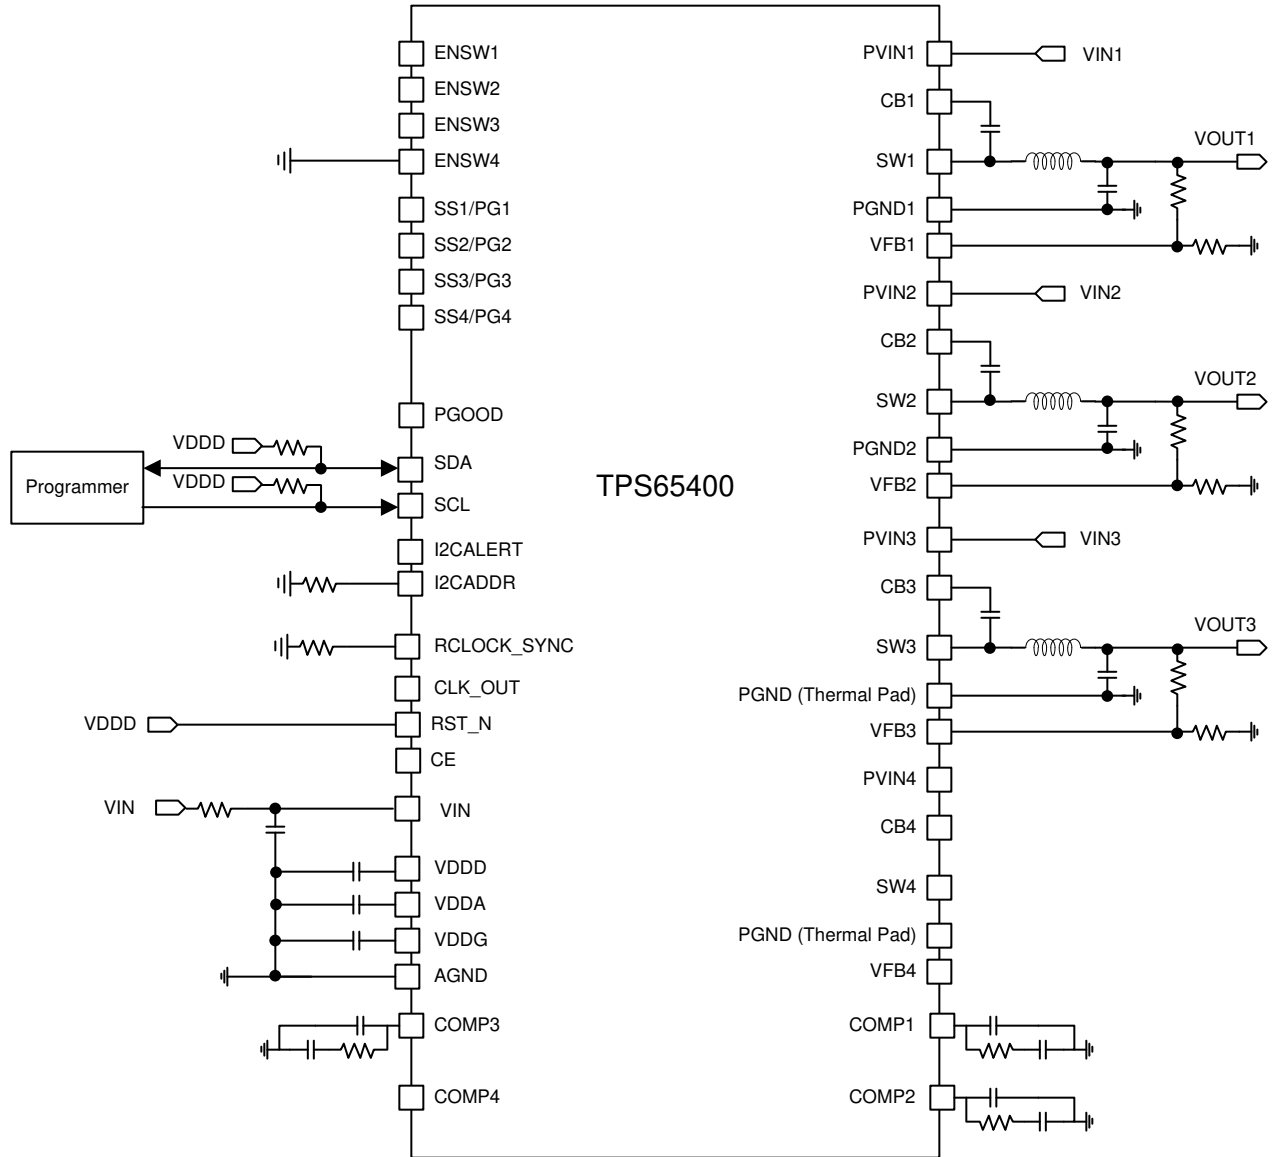 ENSW1
ENSW2
ENSW3
ENSW4
SS1/PG1
SS2/PG2
SS3/PG3
SS4/PG4
PGOOD
VDDD
SDA
Programmer
VDDD
SCL
I2CALERT
I2CADDR
RCLOCK_SYNC
CLK_OUT
VDDD
RST_N
CE
VIN
VIN
VDDD
VDDA
VDDG
AGND
COMP3
COMP4
TPS65400
PVIN1
VIN1
CB1
VOUT1
SW1
PGND1
VFB1
PVIN2
VIN2
CB2
VOUT2
SW2
PGND2
VFB2
PVIN3
VIN3
CB3
VOUT3
SW3
PGND (Thermal Pad)
VFB3
PVIN4
CB4
SW4
PGND (Thermal Pad)
VFB4
COMP1
COMP2